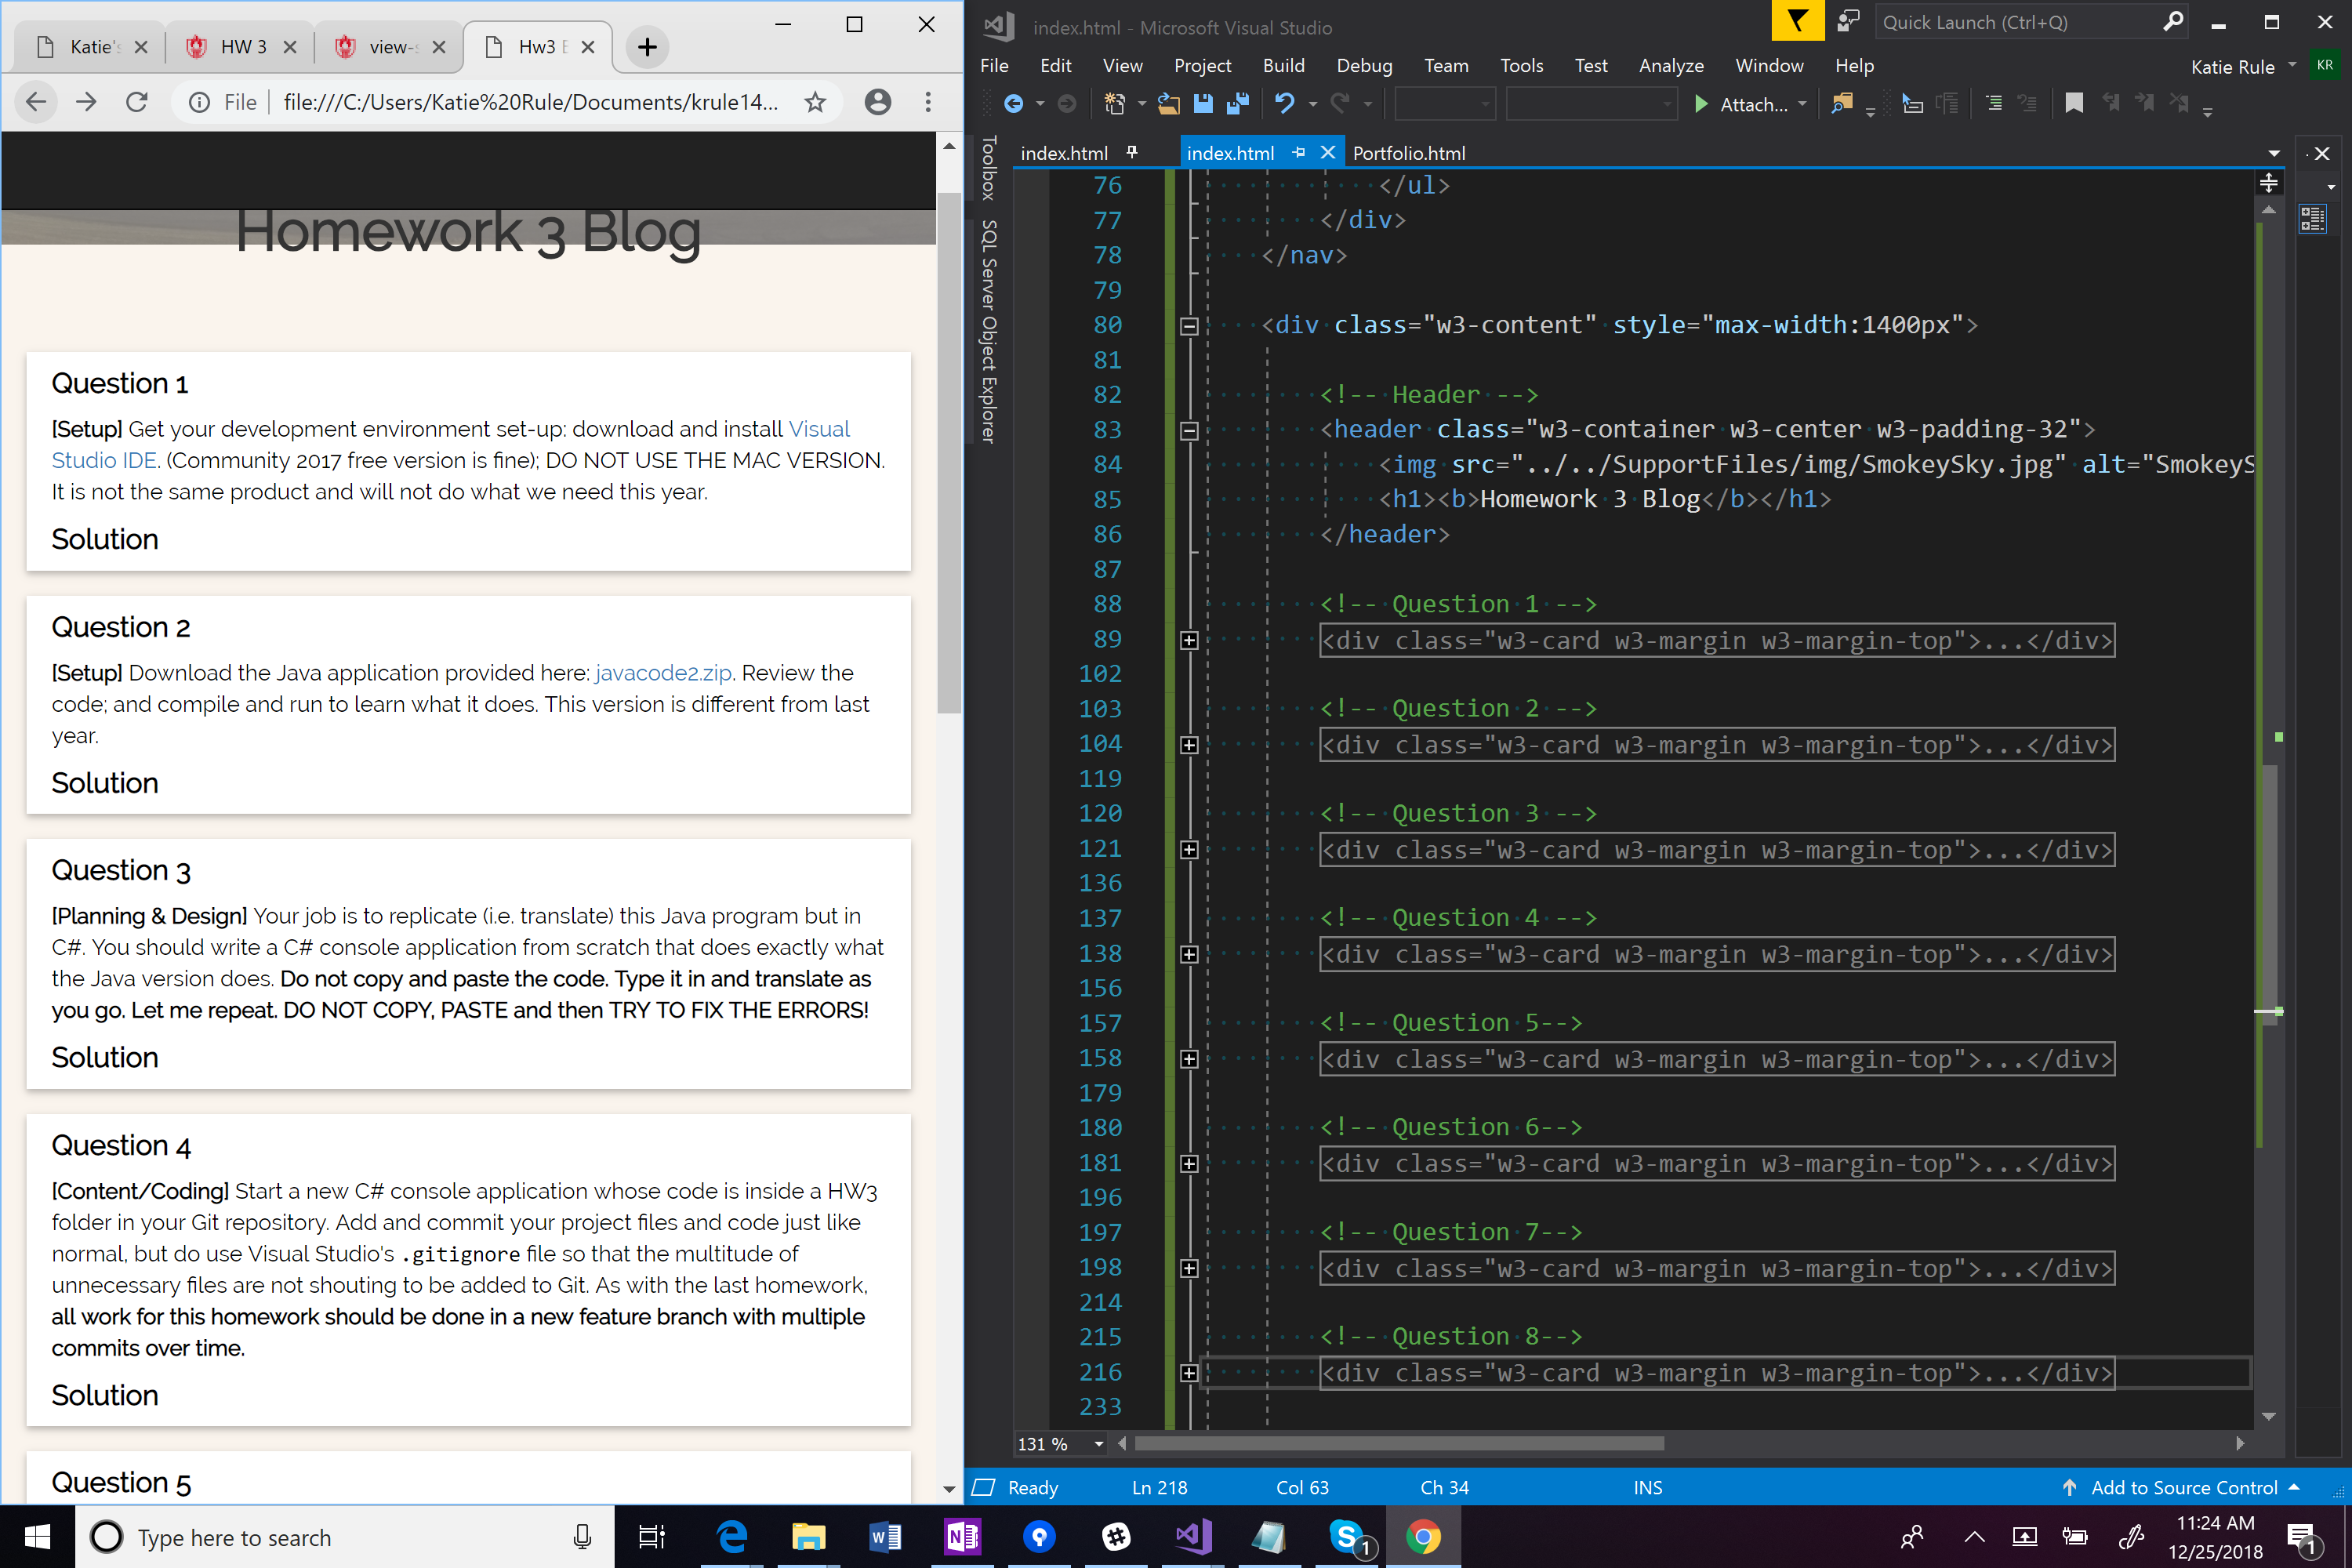 Katie's
HW 3
view-s
Hw3 B
File
file:///C:/Users/Katie%20Rule/Documents/krule14...
Homework 3 Blog
Question 1
[Setup] Get your development environment set-up: download and install Visual
Studio IDE. (Community 2017 free version is fine); DO NOT USE THE MAC VERSION.
It is not the same product and will not do what we need this year.
Solution
Question 2
[Setup] Download the Java application provided here: javacode2.zip. Review the
code; and compile and run to learn what it does. This version is different from last
year.
Solution
Question 3
[Planning & Design] Your job is to replicate (i.e. translate) this Java program but in
C#. You should write a C# console application from scratch that does exactly what
the Java version does. Do not copy and paste the code. Type it in and translate as
you go. Let me repeat. DO NOT COPY, PASTE and then TRY TO FIX THE ERRORS!
Solution
Question 4
[Content/Coding] Start a new C# console application whose code is inside a HW3
folder in your Git repository. Add and commit your project files and code just like
normal, but do use Visual Studio's .gitignore file so that the multitude of
unnecessary files are not shouting to be added to Git. As with the last homework,
all work for this homework should be done in a new feature branch with multiple
commits over time.
Solution
Question 5
index.html - Microsoft Visual Studio
Quick Launch (Ctrl+Q)
File Edit View Project Build Debug Team Tools Test Analyze Window Help
Katie Rule KR
Attach...
Toolbox
SQL Server Object Explorer
index.html index.html Portfolio.html
76 </ul>
77 </div>
78 </nav>
79
80 <div class="w3-content" style="max-width:1400px">
81
82 <!-- Header -->
83 <header class="w3-container w3-center w3-padding-32">
84 <img src="../../SupportFiles/img/SmokeySky.jpg" alt="SmokeyS
85 <h1><b>Homework 3 Blog</b></h1>
86 </header>
87
88 <!-- Question 1 -->
89 <div class="w3-card w3-margin w3-margin-top">...</div>
102
103 <!-- Question 2 -->
104 <div class="w3-card w3-margin w3-margin-top">...</div>
119
120 <!-- Question 3 -->
121 <div class="w3-card w3-margin w3-margin-top">...</div>
136
137 <!-- Question 4 -->
138 <div class="w3-card w3-margin w3-margin-top">...</div>
156
157 <!-- Question 5-->
158 <div class="w3-card w3-margin w3-margin-top">...</div>
179
180 <!-- Question 6-->
181 <div class="w3-card w3-margin w3-margin-top">...</div>
196
197 <!-- Question 7-->
198 <div class="w3-card w3-margin w3-margin-top">...</div>
214
215 <!-- Question 8-->
216 <div class="w3-card w3-margin w3-margin-top">...</div>
233
131 %
Ready Ln 218 Col 63 Ch 34 INS Add to Source Control
Type here to search
1
11:24 AM
12/25/2018
1